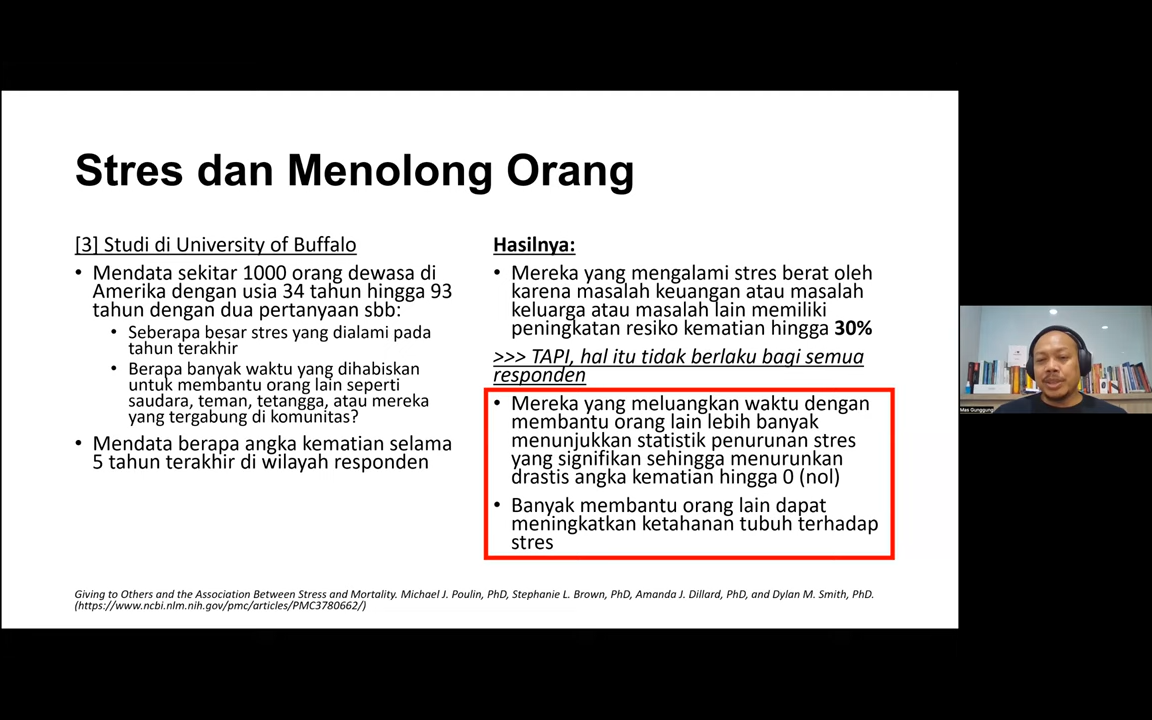 Stres dan Menolong Orang
[3] Studi di University of Buffalo
• Mendata sekitar 1000 orang dewasa di
Amerika dengan usia 34 tahun hingga 93
tahun dengan dua pertanyaan sbb:
• Seberapa besar stres yang dialami pada
tahun terakhir
• Berapa banyak waktu yang dihabiskan
untuk membantu orang lain seperti
saudara, teman, tetangga, atau mereka
yang tergabung di komunitas?
• Mendata berapa angka kematian selama
5 tahun terakhir di wilayah responden
Hasilnya:
• Mereka yang mengalami stres berat oleh
karena masalah keuangan atau masalah
keluarga atau masalah lain memiliki
peningkatan resiko kematian hingga 30%
>>> TAPI, hal itu tidak berlaku bagi semua
responden
• Mereka yang meluangkan waktu dengan
membantu orang lain lebih banyak
menunjukkan statistik penurunan stres
yang signifikan sehingga menurunkan
drastis angka kematian hingga 0 (nol)
• Banyak membantu orang lain dapat
meningkatkan ketahanan tubuh terhadap
stres
Giving to Others and the Association Between Stress and Mortality. Michael J. Poulin, PhD, Stephanie L. Brown, PhD, Amanda J. Dillard, PhD, and Dylan M. Smith, PhD.
(https://www.ncbi.nlm.nih.gov/pmc/articles/PMC3780662/)
Mas Gunggung